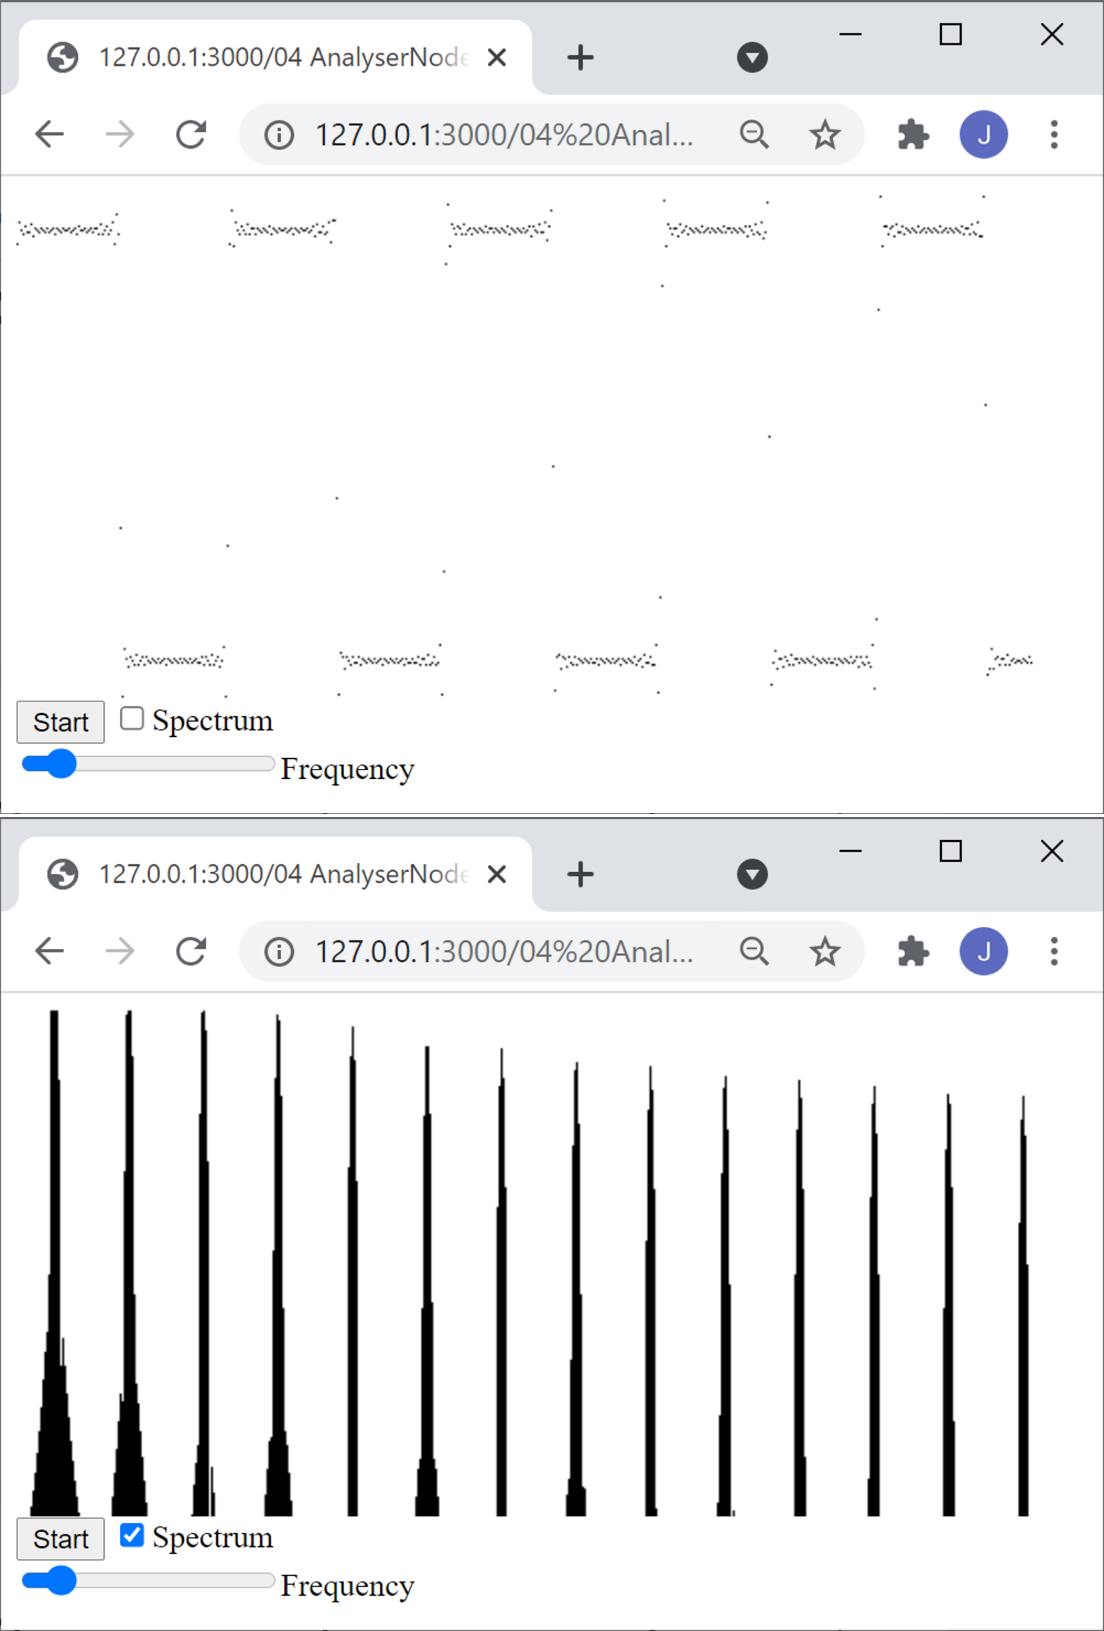 127.0.0.1:3000/04 AnalyserNode
127.0.0.1:3000/04%20Anal...
J
Start Spectrum
Frequency
127.0.0.1:3000/04 AnalyserNode
127.0.0.1:3000/04%20Anal...
J
Start Spectrum
Frequency